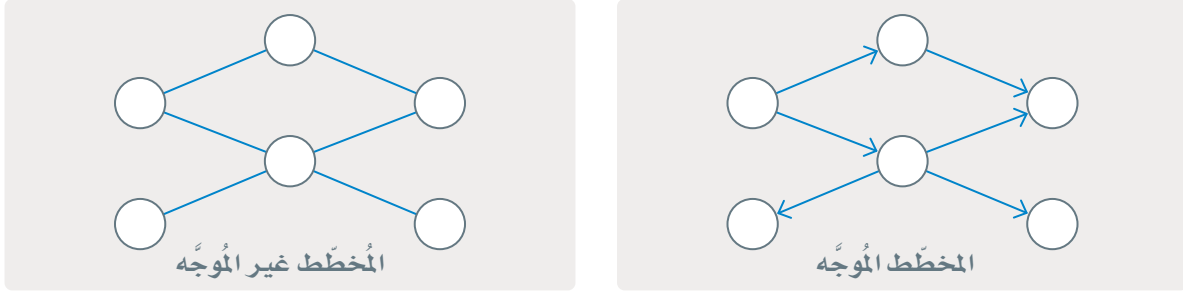 المخطّط المُوجَّه
المُخطّط غير المُوجَّه